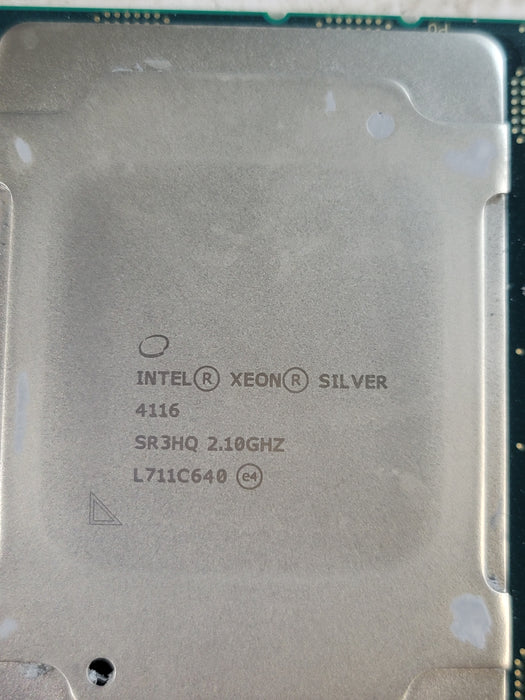 INTEL® XEON® SILVER
4116
SR3HQ 2.10GHZ
L711C640 e4